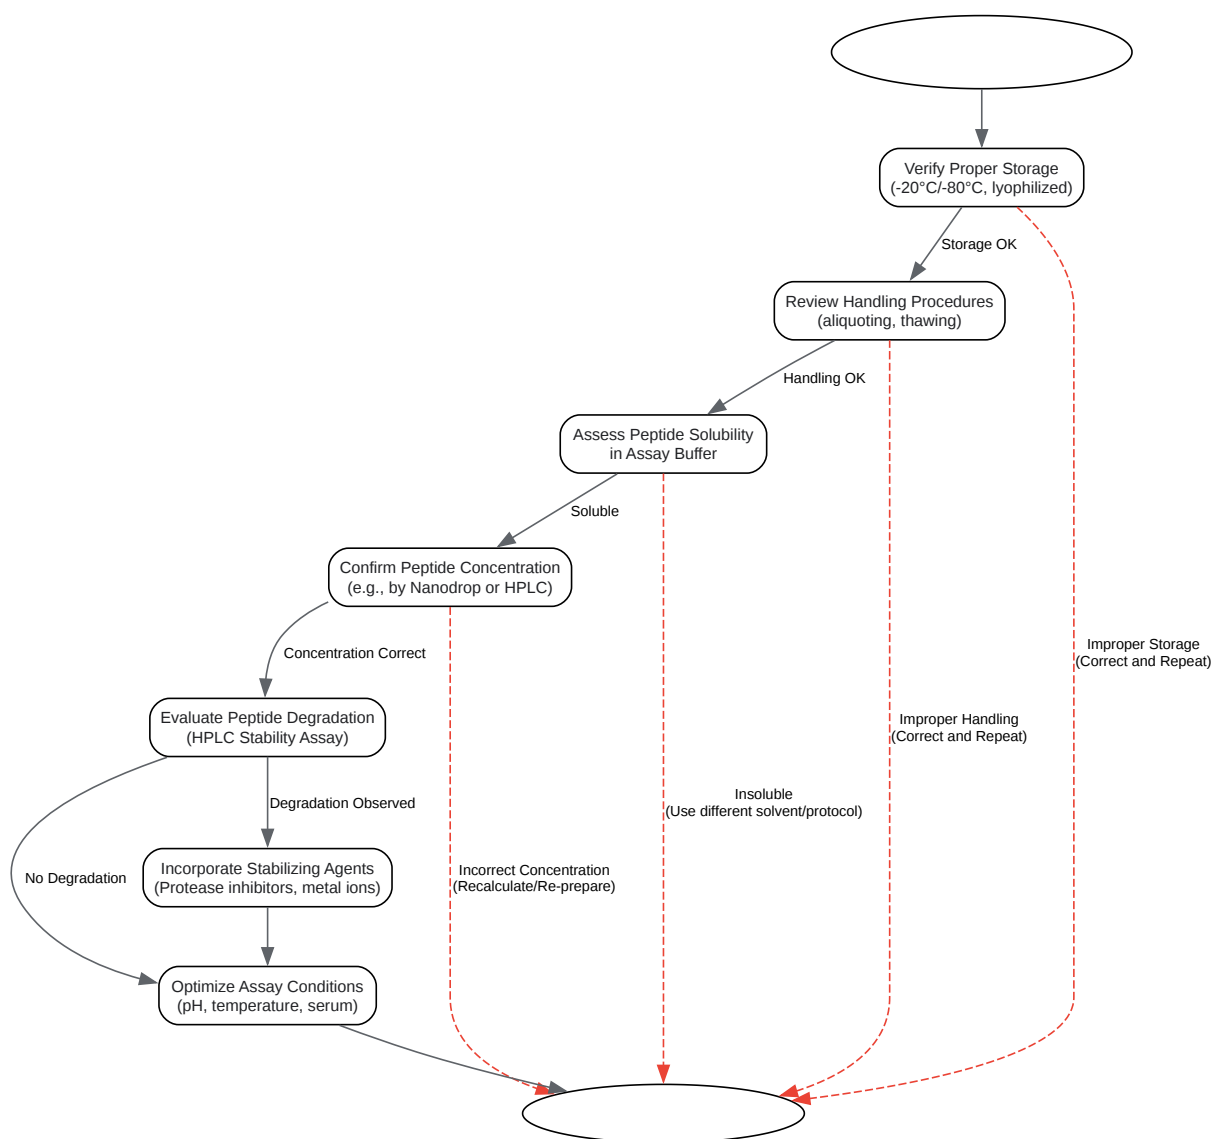 Verify Proper Storage
(-20°C/-80°C, lyophilized)
Storage OK
Review Handling Procedures
(aliquoting, thawing)
Handling OK
Assess Peptide Solubility
in Assay Buffer
Soluble
Confirm Peptide Concentration
(e.g., by Nanodrop or HPLC)
Concentration Correct
Improper Storage
(Correct and Repeat)
Evaluate Peptide Degradation
(HPLC Stability Assay)
Improper Handling
(Correct and Repeat)
Degradation Observed
Insoluble
(Use different solvent/protocol)
No Degradation
Incorporate Stabilizing Agents
(Protease inhibitors, metal ions)
Incorrect Concentration
(Recalculate/Re-prepare)
Optimize Assay Conditions
(pH, temperature, serum)